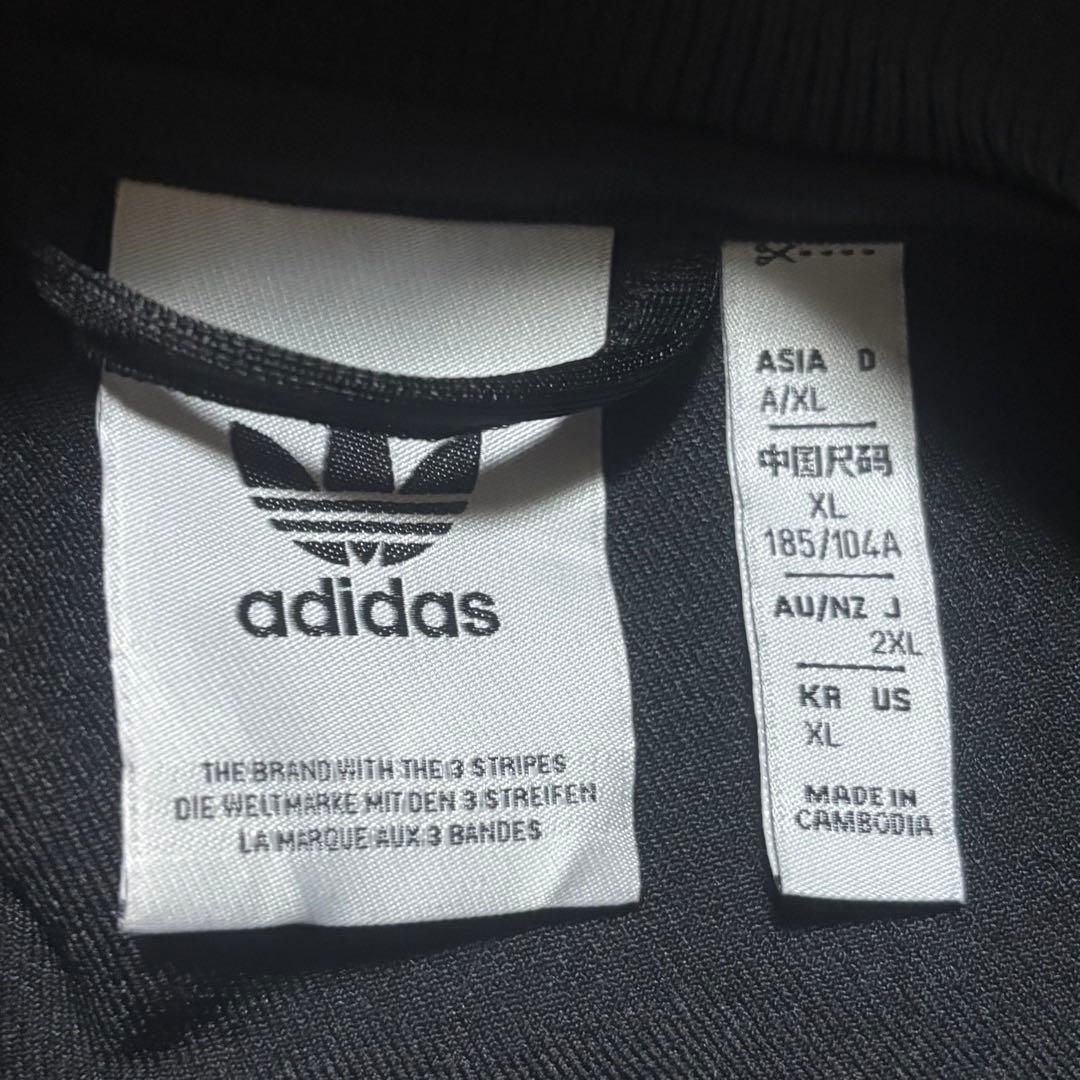 adidas
THE BRAND WITH THE 3 STRIPES
DIE WELTMARKE MIT DEN 3 STREIFEN
LA MARQUE AUX 3 BANDES
ASIA D
A/XL
中国尺码
XL
185/104A
AU/NZ J
2XL
KR US
XL
MADE IN
CAMBODIA